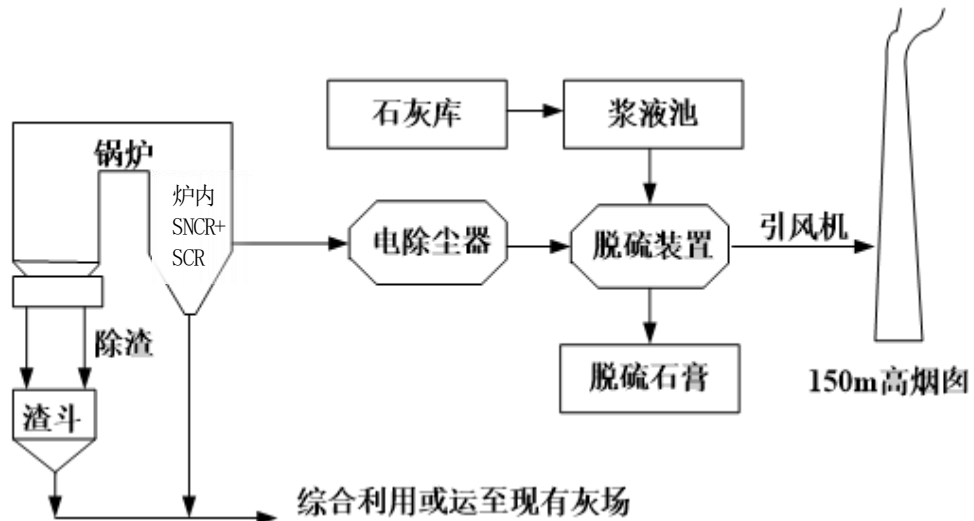 石灰库
浆液池
锅炉
炉内
SNCR+
SCR
电除尘器
脱硫装置
引风机
除渣
脱硫石膏
150m高烟囱
渣斗
综合利用或运至现有灰场